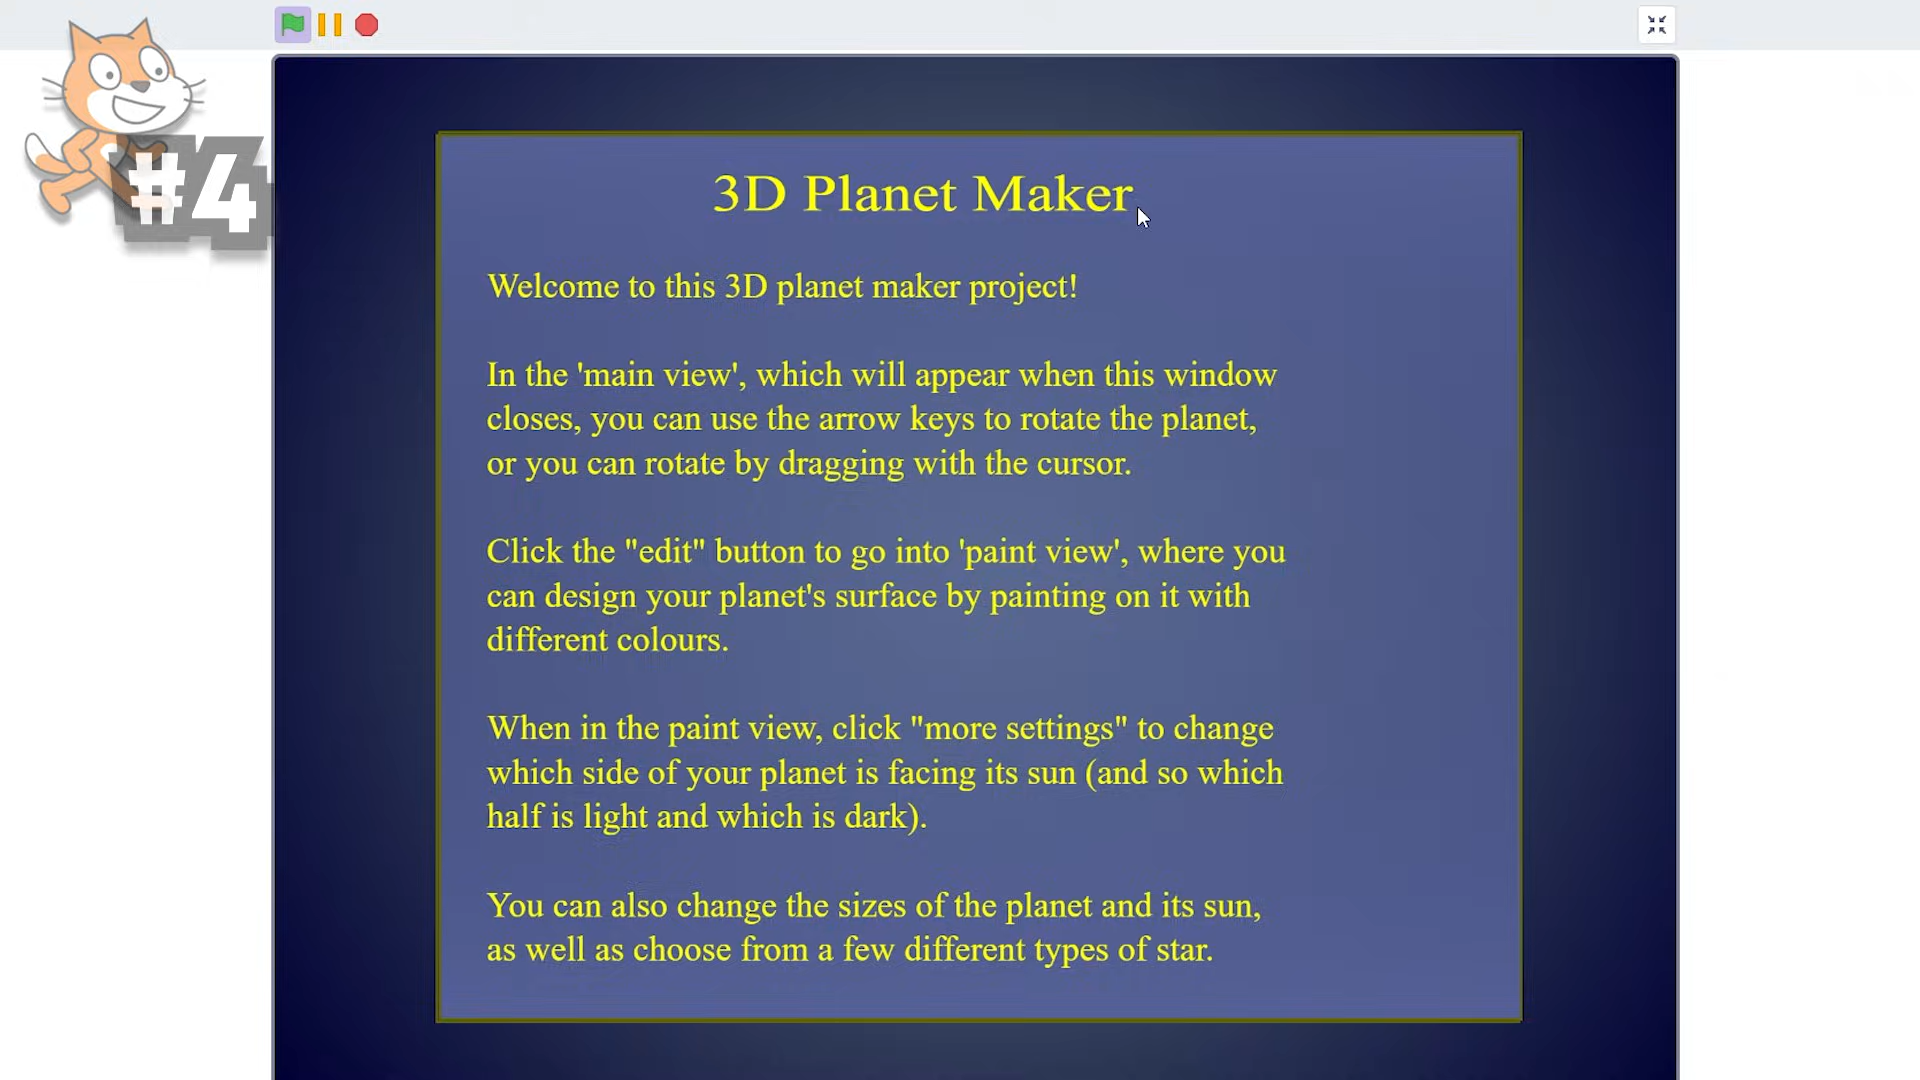 #4
3D Planet Maker
Welcome to this 3D planet maker project!
In the 'main view', which will appear when this window
closes, you can use the arrow keys to rotate the planet,
or you can rotate by dragging with the cursor.
Click the "edit" button to go into 'paint view', where you
can design your planet's surface by painting on it with
different colours.
When in the paint view, click "more settings" to change
which side of your planet is facing its sun (and so which
half is light and which is dark).
You can also change the sizes of the planet and its sun,
as well as choose from a few different types of star.